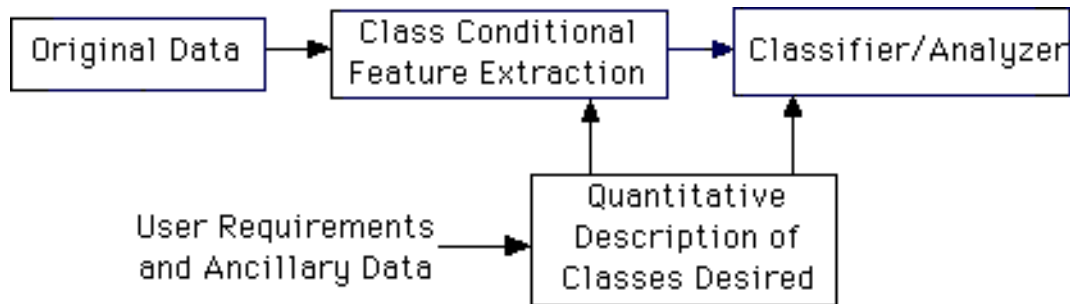 Original Data
Class Conditional
Feature Extraction
Classifier/Analyzer
User Requirements
and Ancillary Data
Quantitative
Description of
Classes Desired